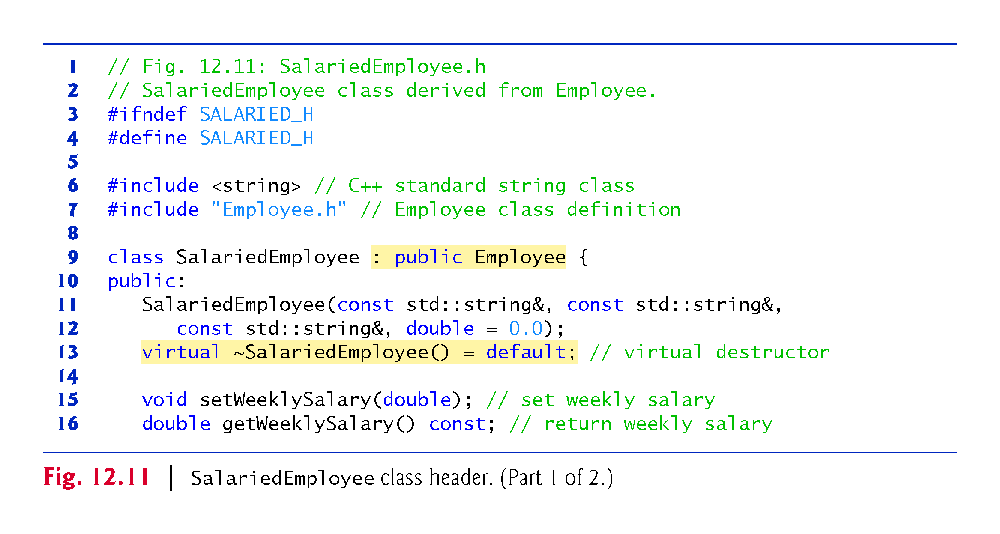 1 // Fig. 12.11: SalariedEmployee.h
2 // SalariedEmployee class derived from Employee.
3 #ifndef SALARIED_H
4 #define SALARIED_H
5
6 #include <string> // C++ standard string class
7 #include "Employee.h" // Employee class definition
8
9 class SalariedEmployee : public Employee {
10 public:
11    SalariedEmployee(const std::string&, const std::string&,
12       const std::string&, double = 0.0);
13    virtual ~SalariedEmployee() = default; // virtual destructor
14
15    void setWeeklySalary(double); // set weekly salary
16    double getWeeklySalary() const; // return weekly salary
Fig. 12.11 | SalariedEmployee class header. (Part 1 of 2.)